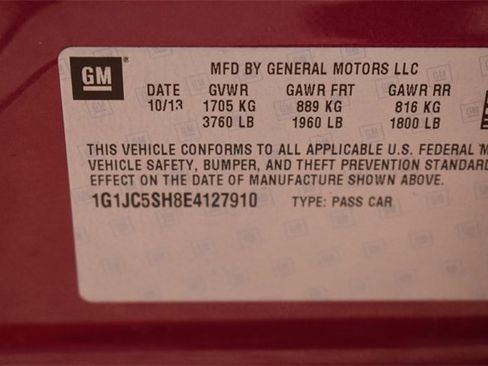 GM
MFD BY GENERAL MOTORS LLC
DATE GVWR GAWR FRT GAWR RR
10/13 1705 KG 889 KG 816 KG
3760 LB 1960 LB 1800 LB
THIS VEHICLE CONFORMS TO ALL APPLICABLE U.S. FEDERAL M
VEHICLE SAFETY, BUMPER, AND THEFT PREVENTION STANDARD
EFFECT ON THE DATE OF MANUFACTURE SHOWN ABOVE.
1G1JC5SH8E4127910 TYPE: PASS CAR